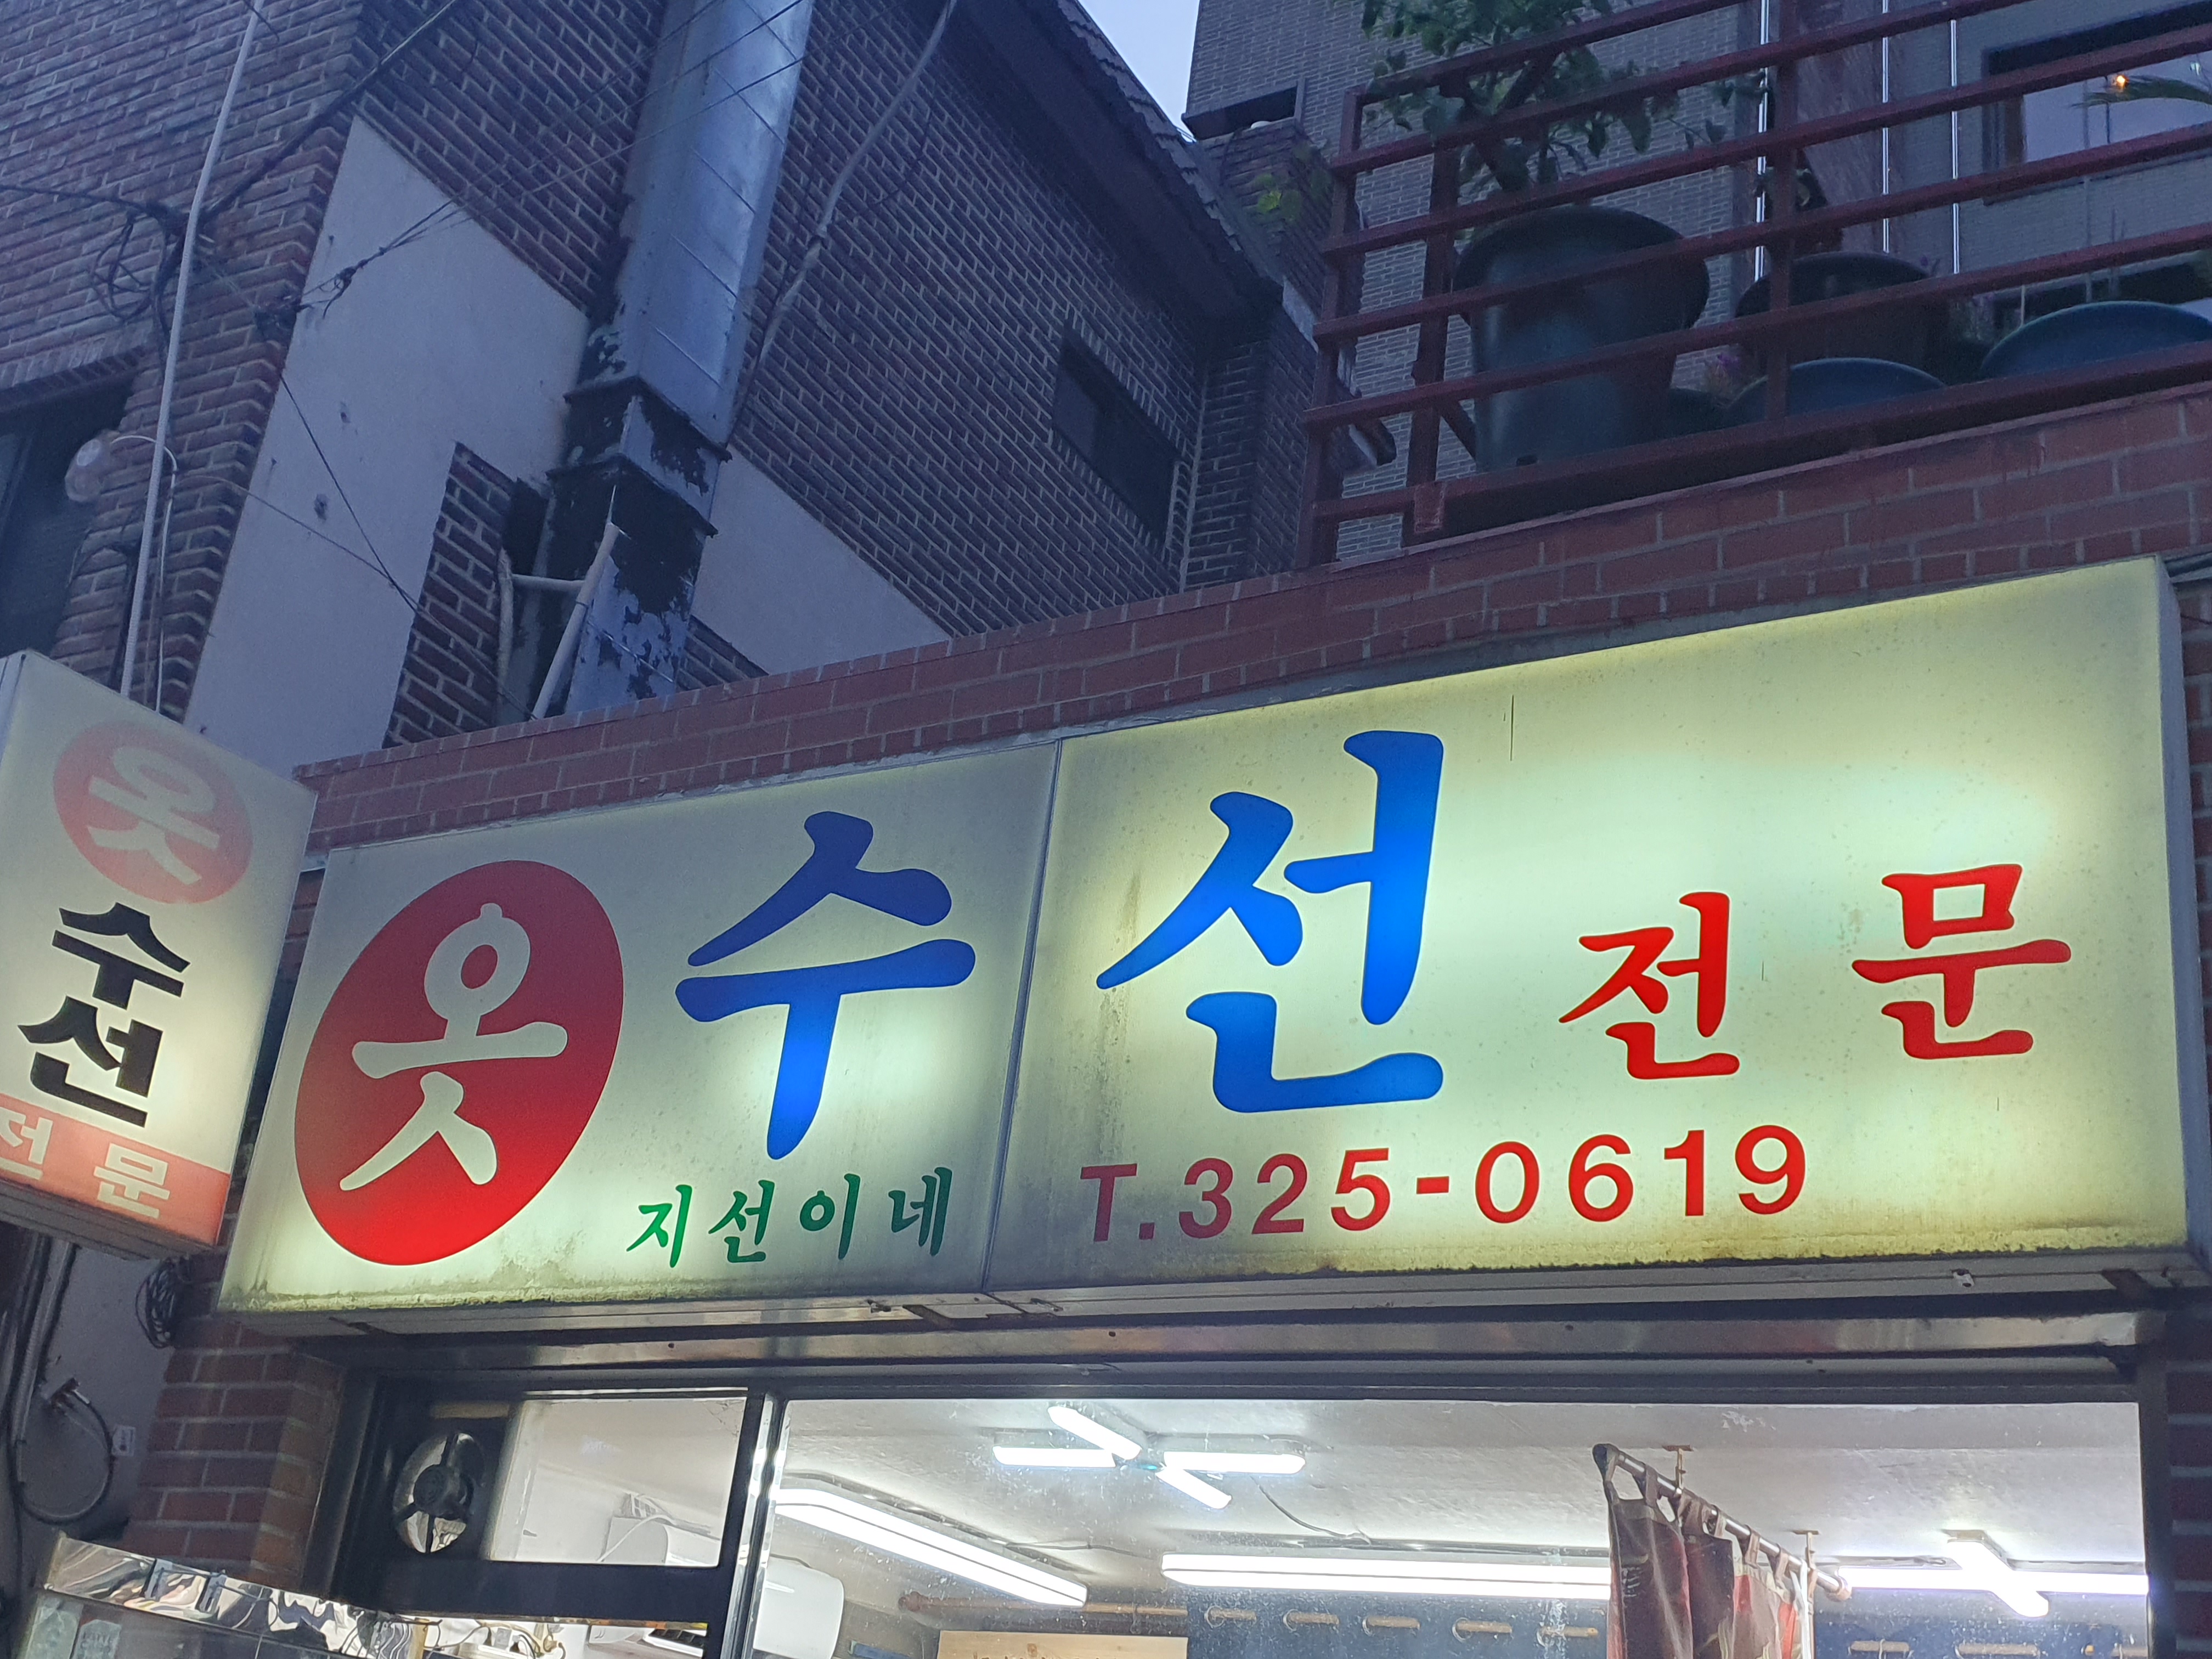 옷
수선
전문
옷 수 선 전 문
지선이네 T.325-0619